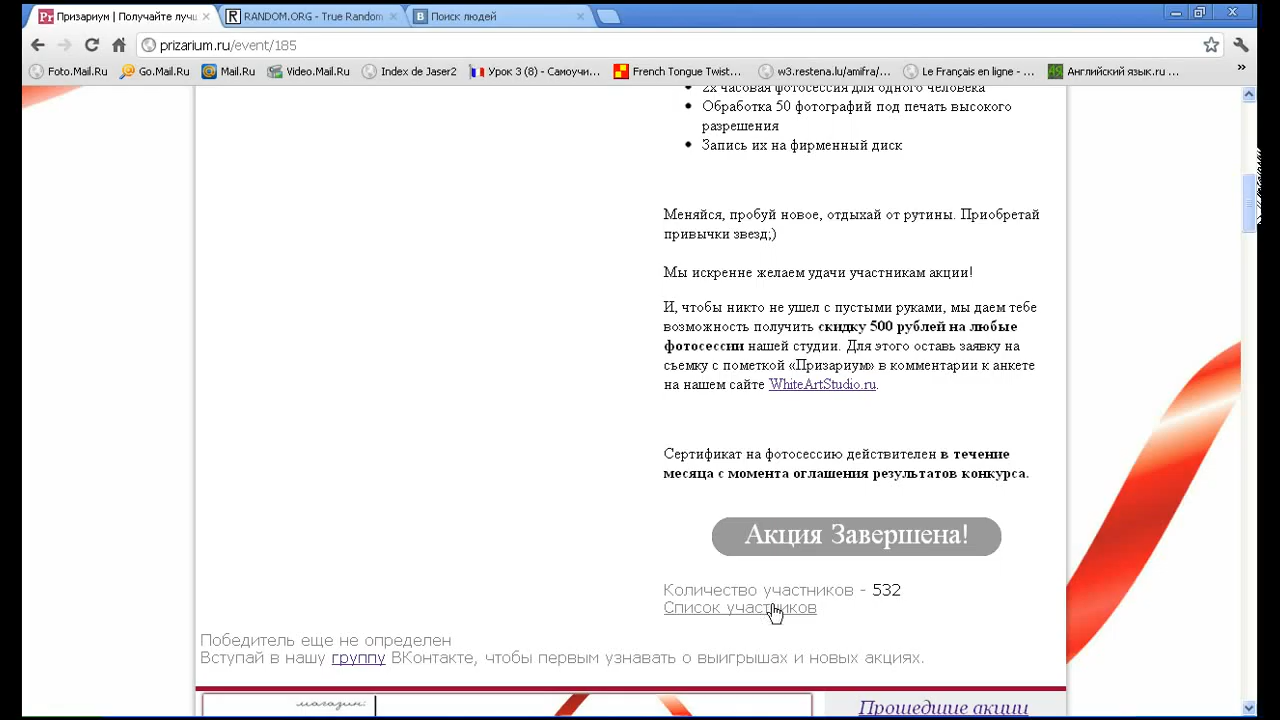 Призариум | Получайте лучш
RANDOM.ORG - True Random
Поиск людей
prizarium.ru/event/185
Foto.Mail.Ru
Go.Mail.Ru
Mail.Ru
Video.Mail.Ru
Index de Jaser2
Урок 3 (8) - Самоучи...
French Tongue Twist...
w3.restena.lu/amifra/...
Le Français en ligne - ...
Английский язык.ru ...
2х часовая фотосессия для одного человека
Обработка 50 фотографий под печать высокого
разрешения
Запись их на фирменный диск
Меняйся, пробуй новое, отдыхай от рутины. Приобретай
привычки звезд;)
Мы искренне желаем удачи участникам акции!
И, чтобы никто не ушел с пустыми руками, мы даем тебе
возможность получить скидку 500 рублей на любые
фотосессии нашей студии. Для этого оставь заявку на
съемку с пометкой «Призариум» в комментарии к анкете
на нашем сайте WhiteArtStudio.ru.
Сертификат на фотосессию действителен в течение
месяца с момента оглашения результатов конкурса.
Акция Завершена!
Количество участников - 532
Список участников
Победитель еще не определен
Вступай в нашу группу ВКонтакте, чтобы первым узнавать о выигрышах и новых акциях.
магазин:
Прошедшие акции